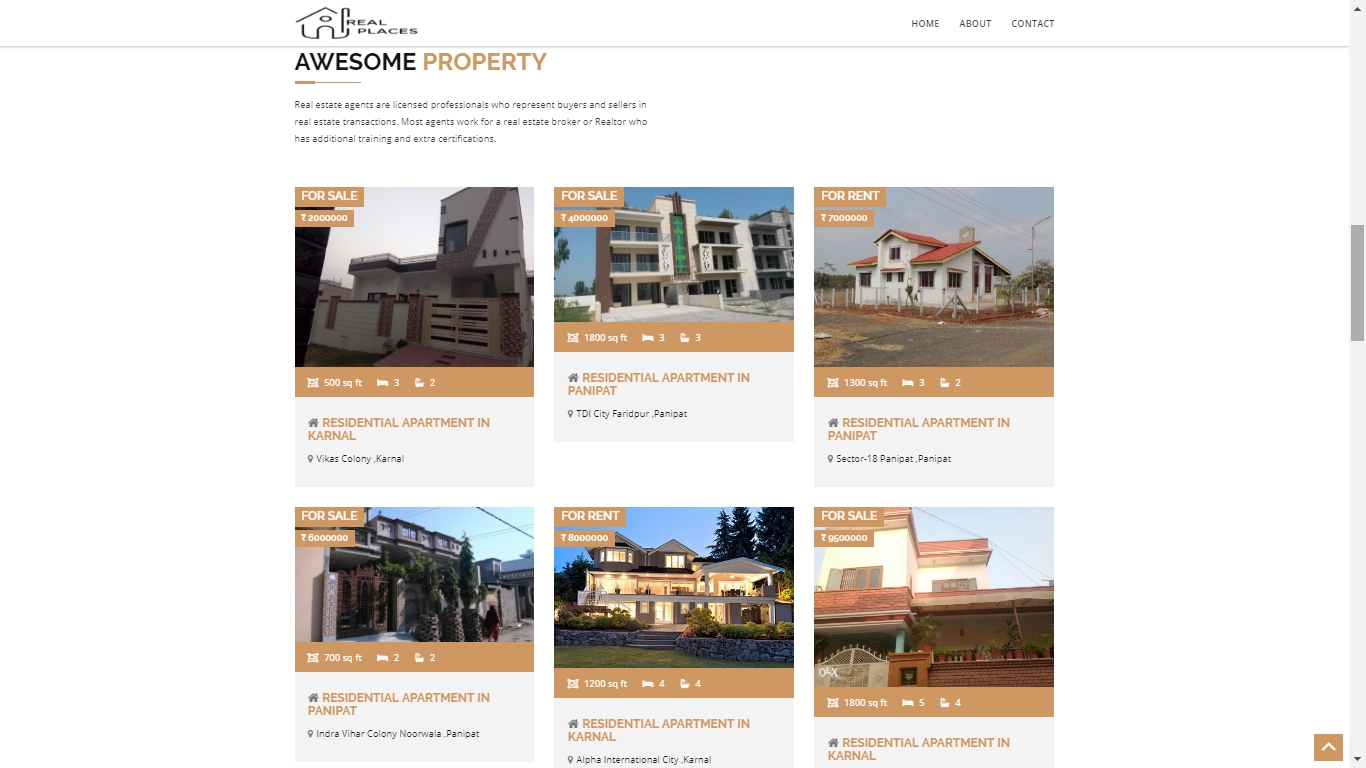 REAL
PLACES
HOME ABOUT CONTACT
AWESOME PROPERTY
Real estate agents are licensed professionals who represent buyers and sellers in
real estate transactions. Most agents work for a real estate broker or Realtor who
has additional training and extra certifications.
FOR SALE
₹ 2000000
500 sq ft 3 2
RESIDENTIAL APARTMENT IN
KARNAL
Vikas Colony ,Karnal
FOR SALE
₹ 4000000
1800 sq ft 3 3
RESIDENTIAL APARTMENT IN
PANIPAT
TDI City Faridpur ,Panipat
FOR RENT
₹ 7000000
1300 sq ft 3 2
RESIDENTIAL APARTMENT IN
PANIPAT
Sector-18 Panipat ,Panipat
FOR SALE
₹ 6000000
700 sq ft 2 2
RESIDENTIAL APARTMENT IN
PANIPAT
Indra Vihar Colony Noorwala ,Panipat
FOR RENT
₹ 8000000
1200 sq ft 4 4
RESIDENTIAL APARTMENT IN
KARNAL
Alpha International City ,Karnal
FOR SALE
₹ 9500000
OLX
1800 sq ft 5 4
RESIDENTIAL APARTMENT IN
KARNAL